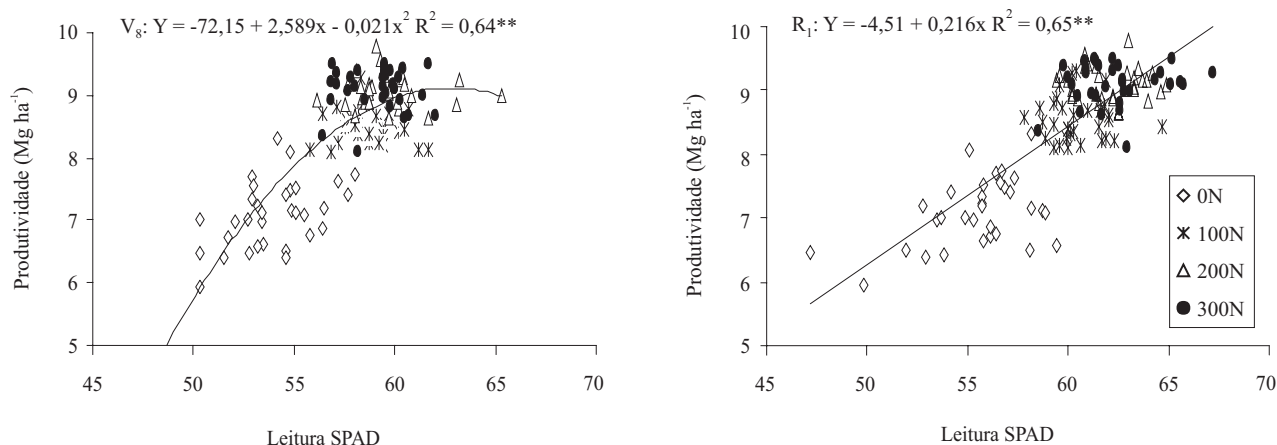 V₈: Y = -72,15 + 2,589x - 0,021x² R² = 0,64**
10
9
8
7
6
5
Produtividade (Mg ha⁻¹)
45 50 55 60 65 70
Leitura SPAD
R₁: Y = -4,51 + 0,216x R² = 0,65**
10
9
8
7
6
5
Produtividade (Mg ha⁻¹)
45 50 55 60 65 70
Leitura SPAD
0N
100N
200N
300N